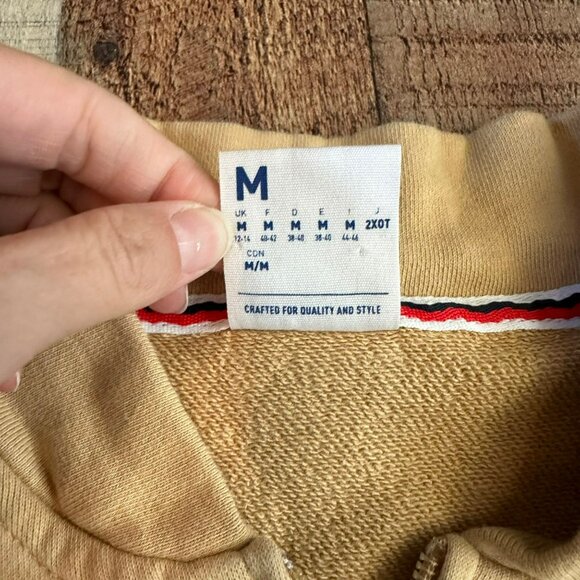 M
UK F D E I J
M M M M M 2XOT
12-14 40-42 38-40 38-40 44-46
CDN
M/M
CRAFTED FOR QUALITY AND STYLE